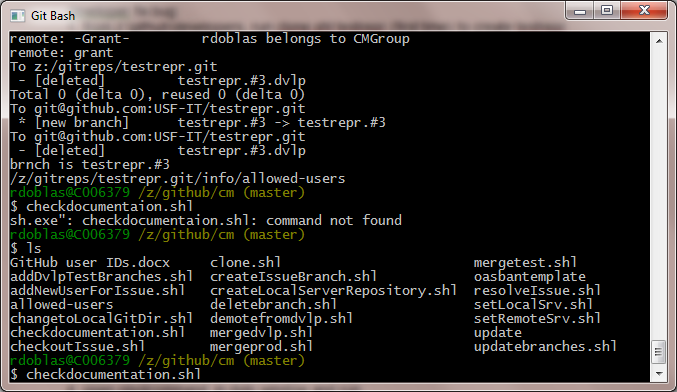 Git Bash
remote: -Grant-         rdoblas belongs to CMGroup
remote: grant
To z:/gitreps/testrepr.git
 - [deleted]         testrepr.#3.dvlp
Total 0 (delta 0), reused 0 (delta 0)
To git@github.com:USF-IT/testrepr.git
 * [new branch]      testrepr.#3 -> testrepr.#3
To git@github.com:USF-IT/testrepr.git
 - [deleted]         testrepr.#3.dvlp
brnch is testrepr.#3
/z/gitreps/testrepr.git/info/allowed-users
rdoblas@CO06379 /z/github/cm (master)
$ checkdocumentaion.shl
sh.exe": checkdocumentaion.shl: command not found
rdoblas@CO06379 /z/github/cm (master)
$ ls
GitHub user IDs.docx     clone.shl                        mergetest.shl
addDvlpTestBranches.shl  createIssueBranch.shl            oasbantemplate
addNewUserForIssue.shl   createLocalServerRepository.shl  resolveIssue.shl
allowed-users            deletebranch.shl                 setLocalSrv.shl
changetoLocalGitDir.shl  demotefromdvlp.shl               setRemoteSrv.shl
checkdocumentation.shl   mergedvlp.shl                    update
checkoutIssue.shl        mergeprod.shl                    updatebranches.shl
rdoblas@CO06379 /z/github/cm (master)
$ checkdocumentation.shl